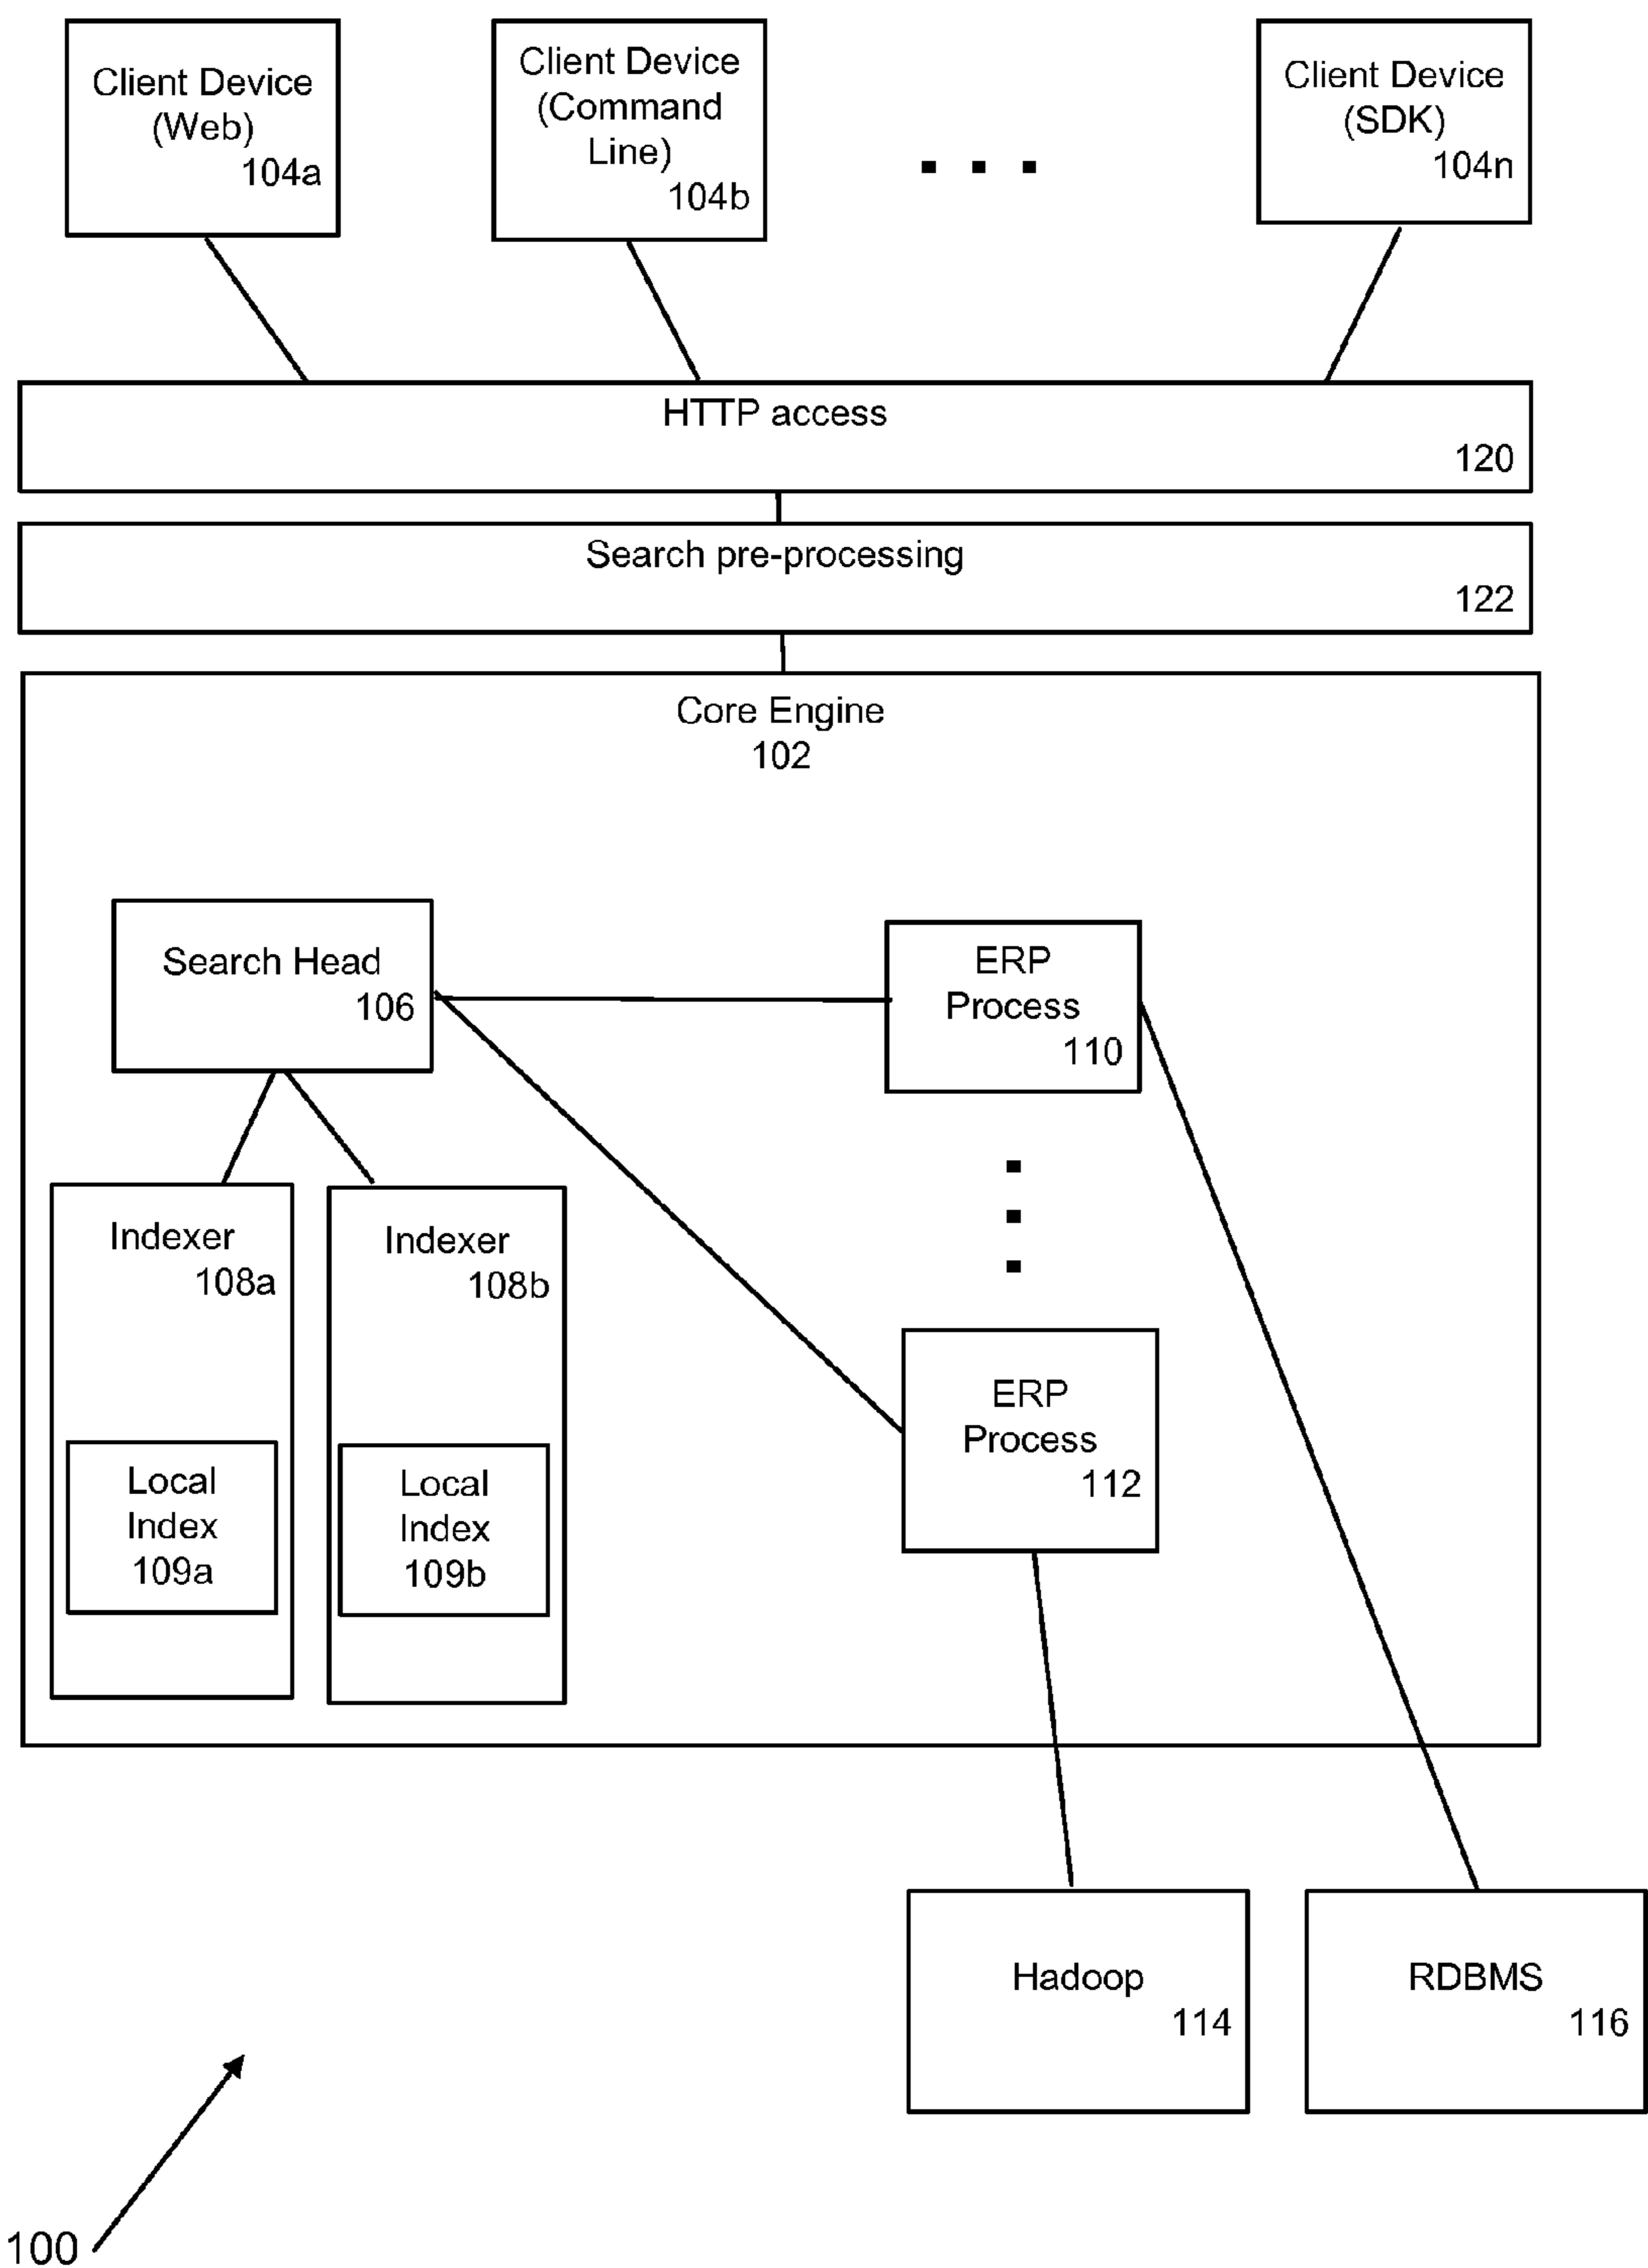 Client Device
(Web)
104a
Client Device
(Command
Line)
104b
Client Device
(SDK)
104n
HTTP access
120
Search pre-processing
122
Core Engine
102
Search Head
106
ERP
Process
110
Indexer
108a
Indexer
108b
ERP
Process
112
Local
Index
109a
Local
Index
109b
Hadoop
114
RDBMS
116
100